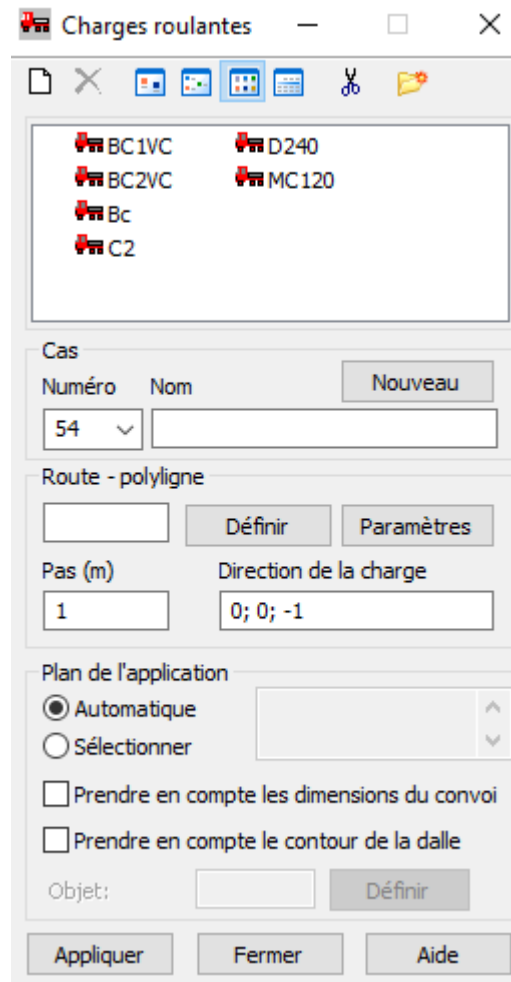 Charges roulantes
BC1VC D240
BC2VC MC120
Bc
C2
Cas
Numéro Nom Nouveau
54
Route - polyligne
Définir Paramètres
Pas (m) Direction de la charge
1 0; 0; -1
Plan de l'application
Automatique
Sélectionner
Prendre en compte les dimensions du convoi
Prendre en compte le contour de la dalle
Objet: Définir
Appliquer Fermer Aide